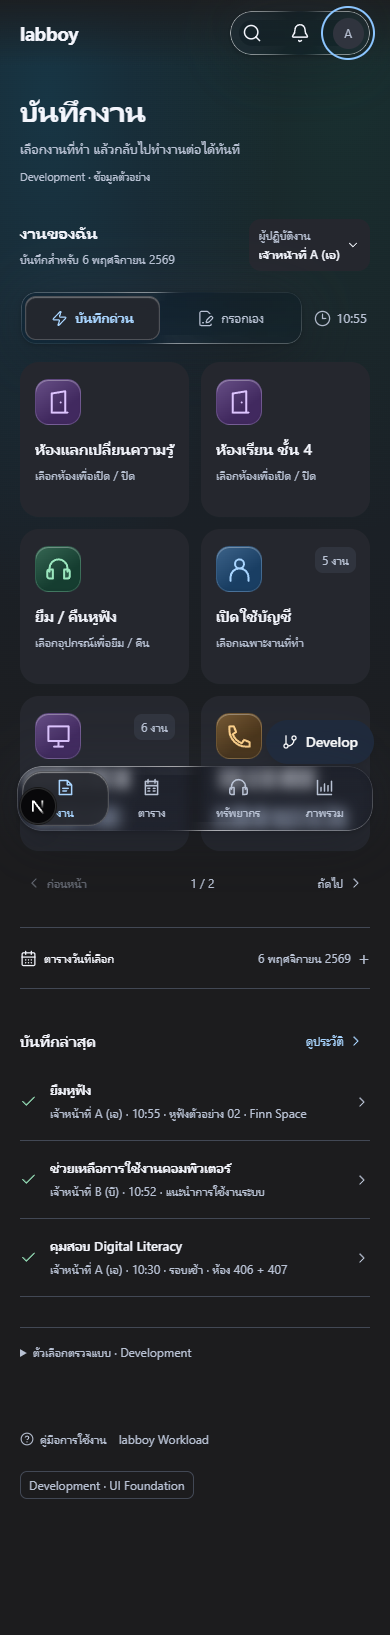 labboy
A
บันทึกงาน
เลือกงานที่ทำ แล้วกลับไปทำงานต่อได้ทันที
Development · ข้อมูลตัวอย่าง
งานของฉัน
บันทึกสำหรับ 6 พฤศจิกายน 2569
ผู้ปฏิบัติงาน
เจ้าหน้าที่ A (เอ)
บันทึกด่วน
กรอกเอง
10:55
ห้องแลกเปลี่ยนความรู้
เลือกห้องเพื่อเปิด / ปิด
ห้องเรียน ชั้น 4
เลือกห้องเพื่อเปิด / ปิด
ยืม / คืนหูฟัง
เลือกอุปกรณ์เพื่อยืม / คืน
5 งาน
เปิดใช้บัญชี
เลือกเฉพาะงานที่ทำ
6 งาน
Develop
N
งาน
ตาราง
ทรัพยากร
ภาพรวม
ก่อนหน้า
1 / 2
ถัดไป
ตารางวันที่เลือก
6 พฤศจิกายน 2569
บันทึกล่าสุด
ดูประวัติ
ยืมหูฟัง
เจ้าหน้าที่ A (เอ) · 10:55 · หูฟังตัวอย่าง 02 · Finn Space
ช่วยเหลือการใช้งานคอมพิวเตอร์
เจ้าหน้าที่ B (บี) · 10:52 · แนะนำการใช้งานระบบ
คุมสอบ Digital Literacy
เจ้าหน้าที่ A (เอ) · 10:30 · รอบเช้า · ห้อง 406 + 407
ตัวเลือกตรวจแบบ · Development
คู่มือการใช้งาน
labboy Workload
Development · UI Foundation